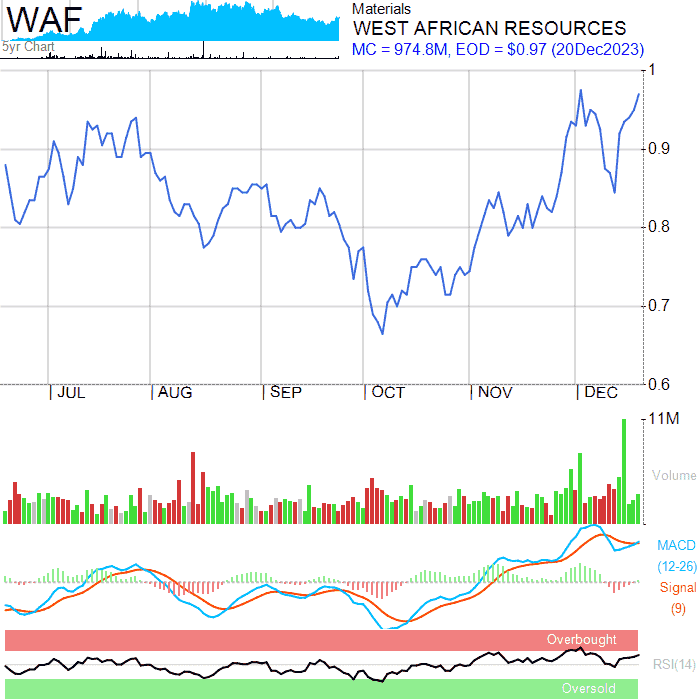 WAF
5yr Chart
Materials
WEST AFRICAN RESOURCES
MC = 974.8M, EOD = $0.97 (20Dec2023)
1
0.9
0.8
0.7
0.6
JUL AUG SEP OCT NOV DEC
11M
Volume
MACD
(12-26)
Signal
(9)
Overbought
RSI(14)
Oversold